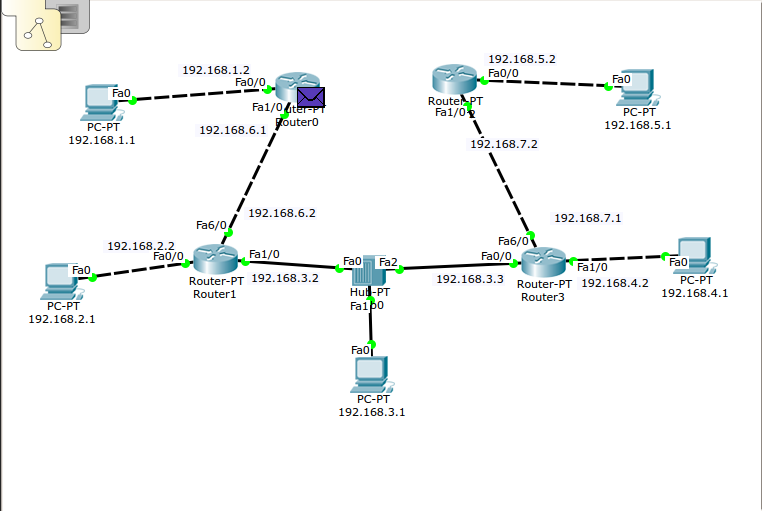 192.168.1.2
Fa0/0
Fa0
PC-PT
192.168.1.1
Fa1/0
uter-PT
Router0
192.168.6.1
192.168.5.2
Fa0/0
Fa0
Router-PT
Fa1/0
PC-PT
192.168.5.1
192.168.7.2
Fa6/0
192.168.6.2
192.168.2.2
Fa0/0
Fa1/0
Fa0
Router-PT
Router1
PC-PT
192.168.2.1
192.168.3.2
Fa0
Fa2
Hub-PT
Fa1
b0
Fa0
PC-PT
192.168.3.1
192.168.7.1
Fa6/0
Fa0/0
192.168.3.3
Router-PT
Router3
Fa1/0
192.168.4.2
Fa0
PC-PT
192.168.4.1